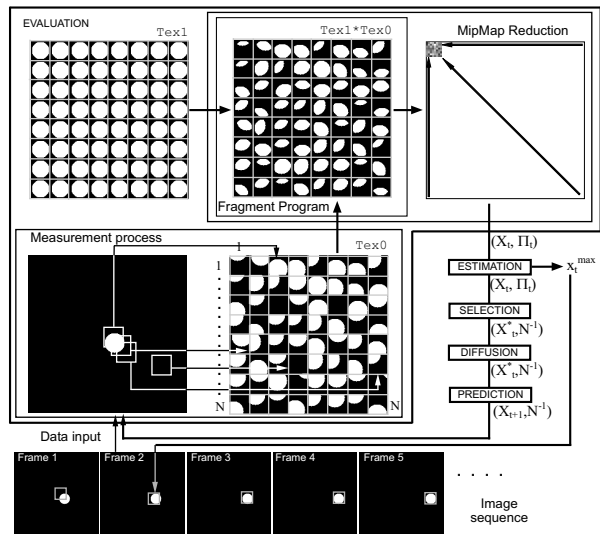 EVALUATION
Tex1
Tex1*Tex0
MipMap Reduction
Fragment Program
Measurement process
1
Tex0
1
N
N
(X_t, Π_t)
ESTIMATION
x_t^max
(X_t, Π_t)
SELECTION
(X*_t,N^-1)
DIFFUSION
(X*_t,N^-1)
PREDICTION
(X_t+1,N^-1)
Data input
Frame 1
Frame 2
Frame 3
Frame 4
Frame 5
. . . .
Image
sequence